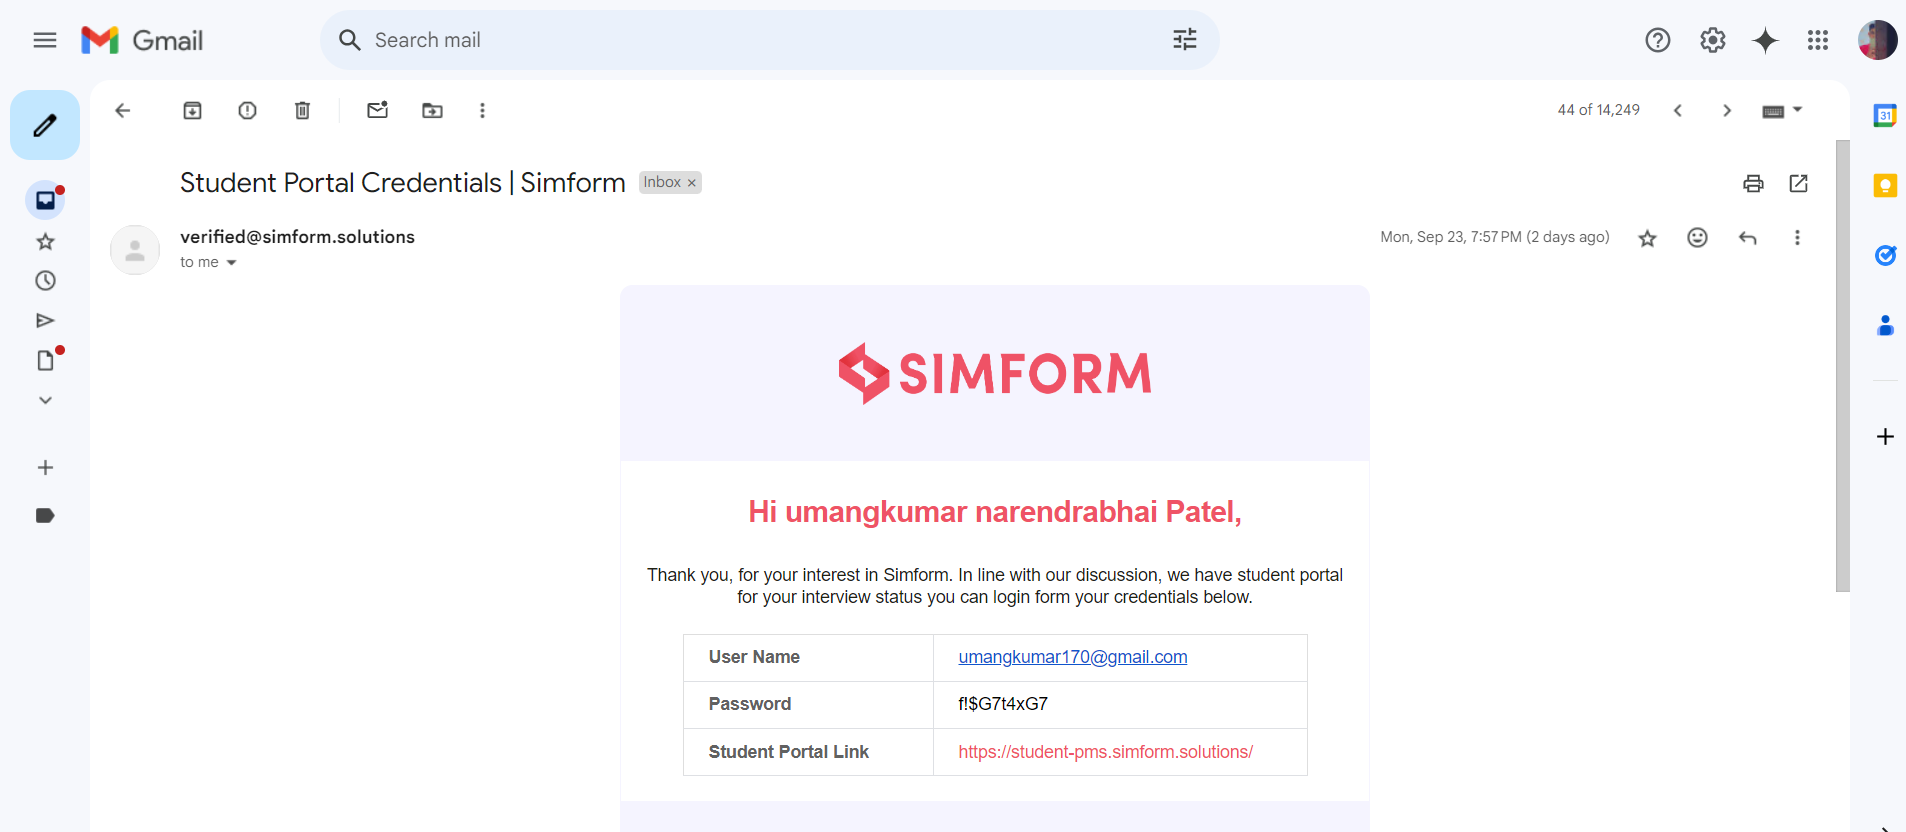 Gmail
Search mail
44 of 14,249
31
Student Portal Credentials | Simform
Inbox ×
verified@simform.solutions
Mon, Sep 23, 7:57 PM (2 days ago)
to me
SIMFORM
Hi umangkumar narendrabhai Patel,
Thank you, for your interest in Simform. In line with our discussion, we have student portal
for your interview status you can login form your credentials below.
User Name umangkumar170@gmail.com
Password f!$G7t4xG7
Student Portal Link https://student-pms.simform.solutions/